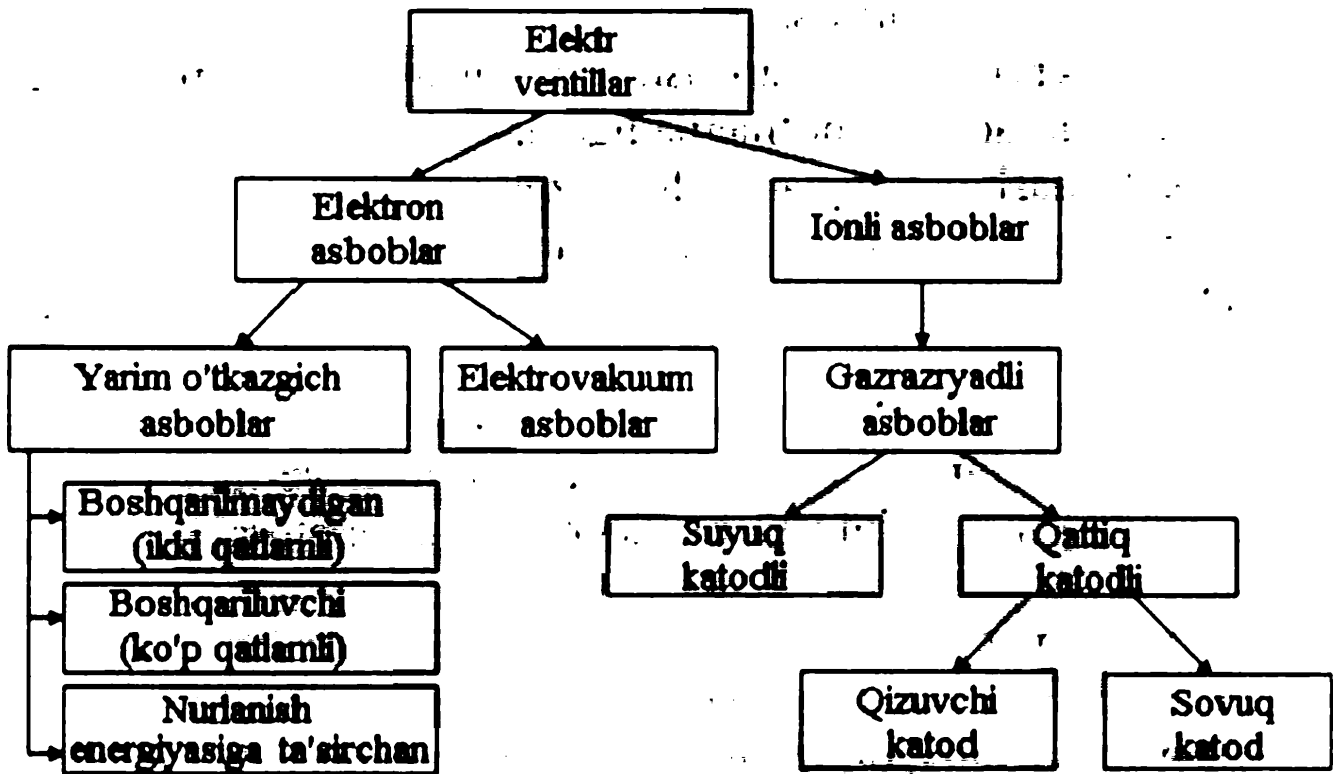 Elektr
ventillar
Elektron
asboblar
Ionli asboblar
Yarim o'tkazgich
asboblar
Elektrovakuum
asboblar
Gazrazryadli
asboblar
Boshqarilmaydigan
(ikki qatlamli)
Boshqariluvchi
(ko'p qatlamli)
Nurlanish
energiyasiga ta'sirchan
Suyuq
katodli
Qattiq
katodli
Qizuvchi
katod
Sovuq
katod